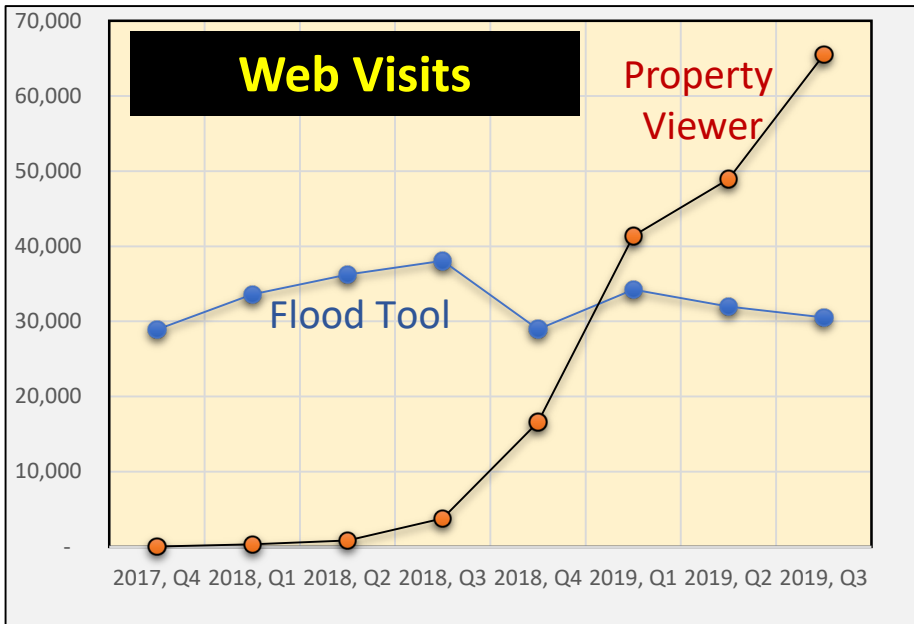 Web Visits
Property
Viewer
Flood Tool
70,000
60,000
50,000
40,000
30,000
20,000
10,000
-
2017, Q4 2018, Q1 2018, Q2 2018, Q3 2018, Q4 2019, Q1 2019, Q2 2019, Q3